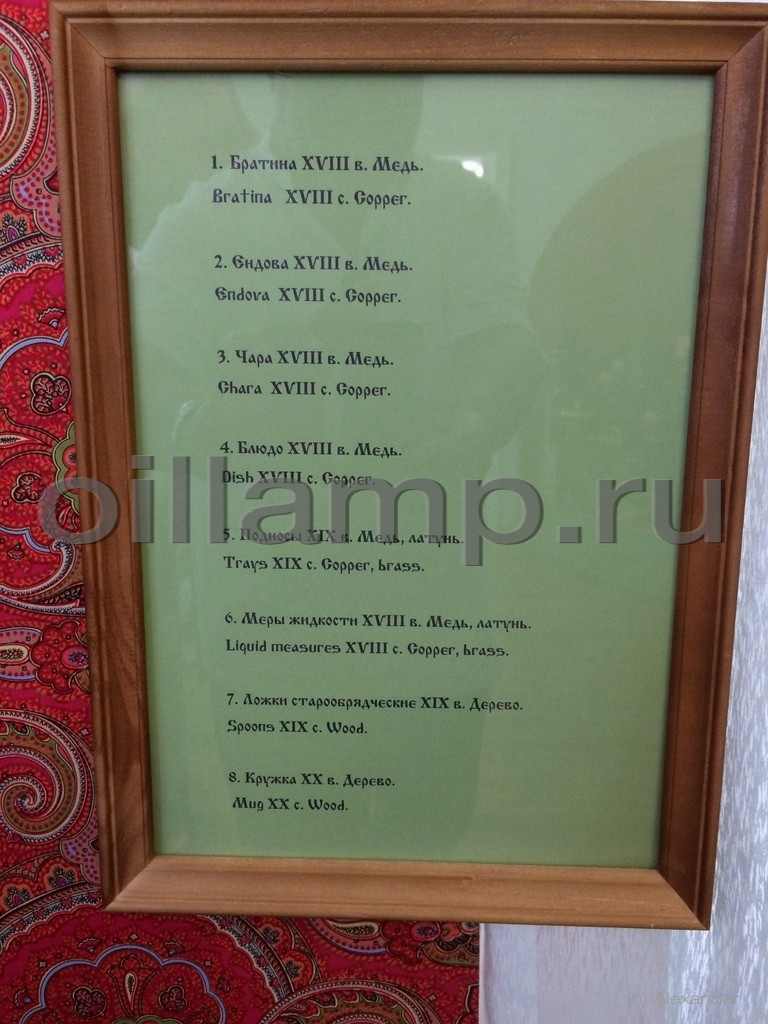 1. Братина XVIII в. Медь.
Bratina XVIII c. Copper.
2. Ендова XVIII в. Медь.
Endova XVIII c. Copper.
3. Чара XVIII в. Медь.
Chara XVIII c. Copper.
4. Блюдо XVIII в. Медь.
Dish XVIII c. Copper.
oillamp.ru
5. Подносы XIX в. Медь, латунь.
Trays XIX c. Copper, brass.
6. Меры жидкости XVIII в. Медь, латунь.
Liquid measures XVIII c. Copper, brass.
7. Ложки старообрядческие XIX в. Дерево.
Spoons XIX c. Wood.
8. Кружка XX в. Дерево.
Mug XX c. Wood.
(c) Alexander